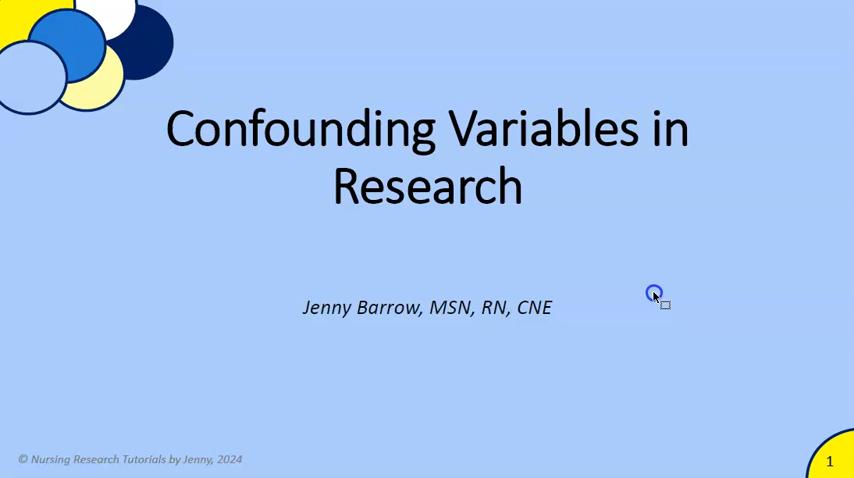 Confounding Variables in
Research
Jenny Barrow, MSN, RN, CNE
© Nursing Research Tutorials by Jenny, 2024
1